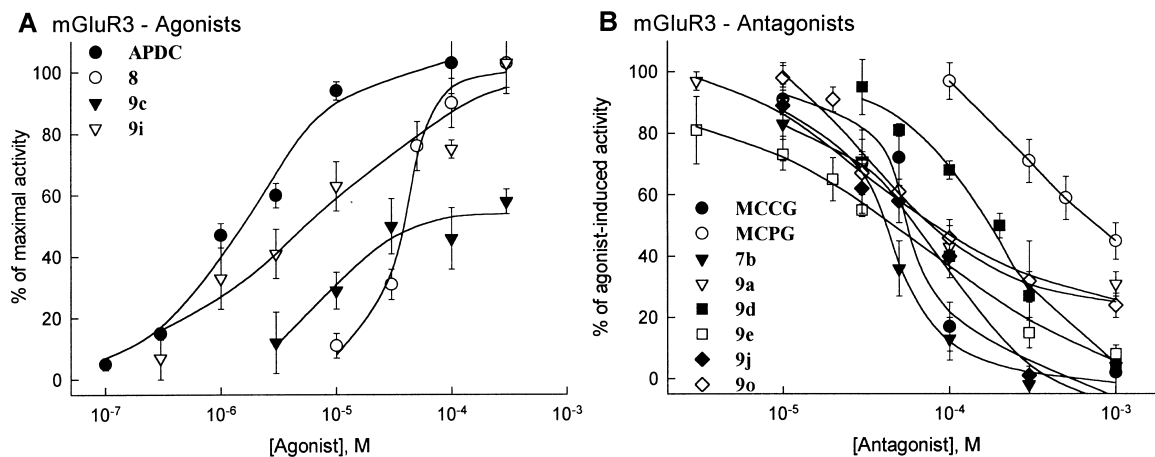 A mGluR3 - Agonists
APDC
8
9c
9i
% of maximal activity
100
80
60
40
20
0
10-7 10-6 10-5 10-4 10-3
[Agonist], M
B mGluR3 - Antagonists
MCCG
MCPG
7b
9a
9d
9e
9j
9o
% of agonist-induced activity
100
80
60
40
20
0
10-5 10-4 10-3
[Antagonist], M